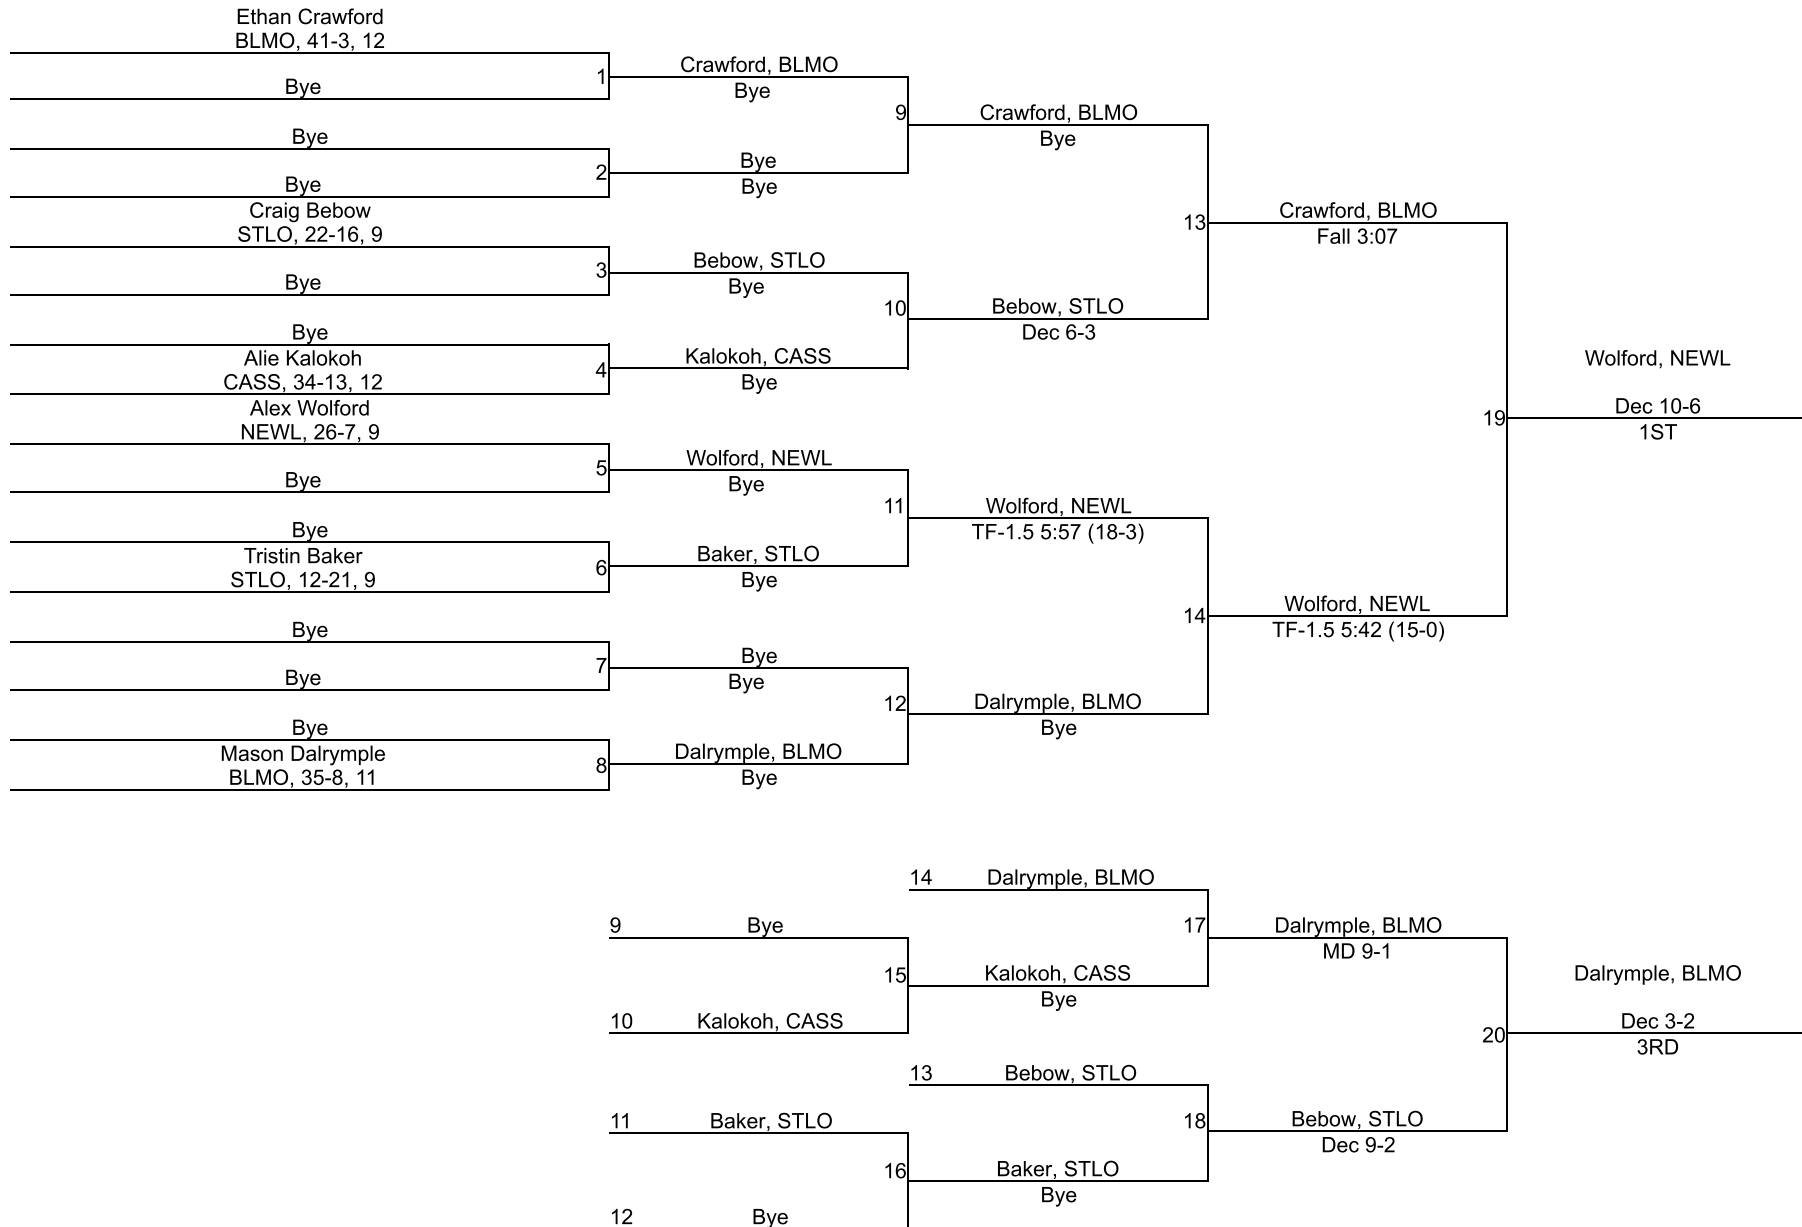 Ethan Crawford
BLMO, 41-3, 12
Bye
1
Bye
Bye
2
Craig Bebow
STLO, 22-16, 9
Bye
3
Bye
Alie Kalokoh
CASS, 34-13, 12
4
Alex Wolford
NEWL, 26-7, 9
Bye
5
Bye
Tristin Baker
STLO, 12-21, 9
6
Bye
Bye
7
Bye
Mason Dalrymple
BLMO, 35-8, 11
8
Crawford, BLMO
Bye
9
Bye
Bye
Bebow, STLO
Bye
10
Kalokoh, CASS
Bye
Wolford, NEWL
Bye
11
Baker, STLO
Bye
Bye
Bye
12
Dalrymple, BLMO
Bye
Crawford, BLMO
Bye
13
Bebow, STLO
Dec 6-3
Wolford, NEWL
TF-1.5 5:57 (18-3)
14
Dalrymple, BLMO
Bye
Crawford, BLMO
Fall 3:07
19
Wolford, NEWL
TF-1.5 5:42 (15-0)
Wolford, NEWL
Dec 10-6
1ST
14 Dalrymple, BLMO
9 Bye
15
10 Kalokoh, CASS
Kalokoh, CASS
Bye
17
Dalrymple, BLMO
MD 9-1
13 Bebow, STLO
11 Baker, STLO
16
12 Bye
Baker, STLO
Bye
18
Bebow, STLO
Dec 9-2
20
Dalrymple, BLMO
Dec 3-2
3RD